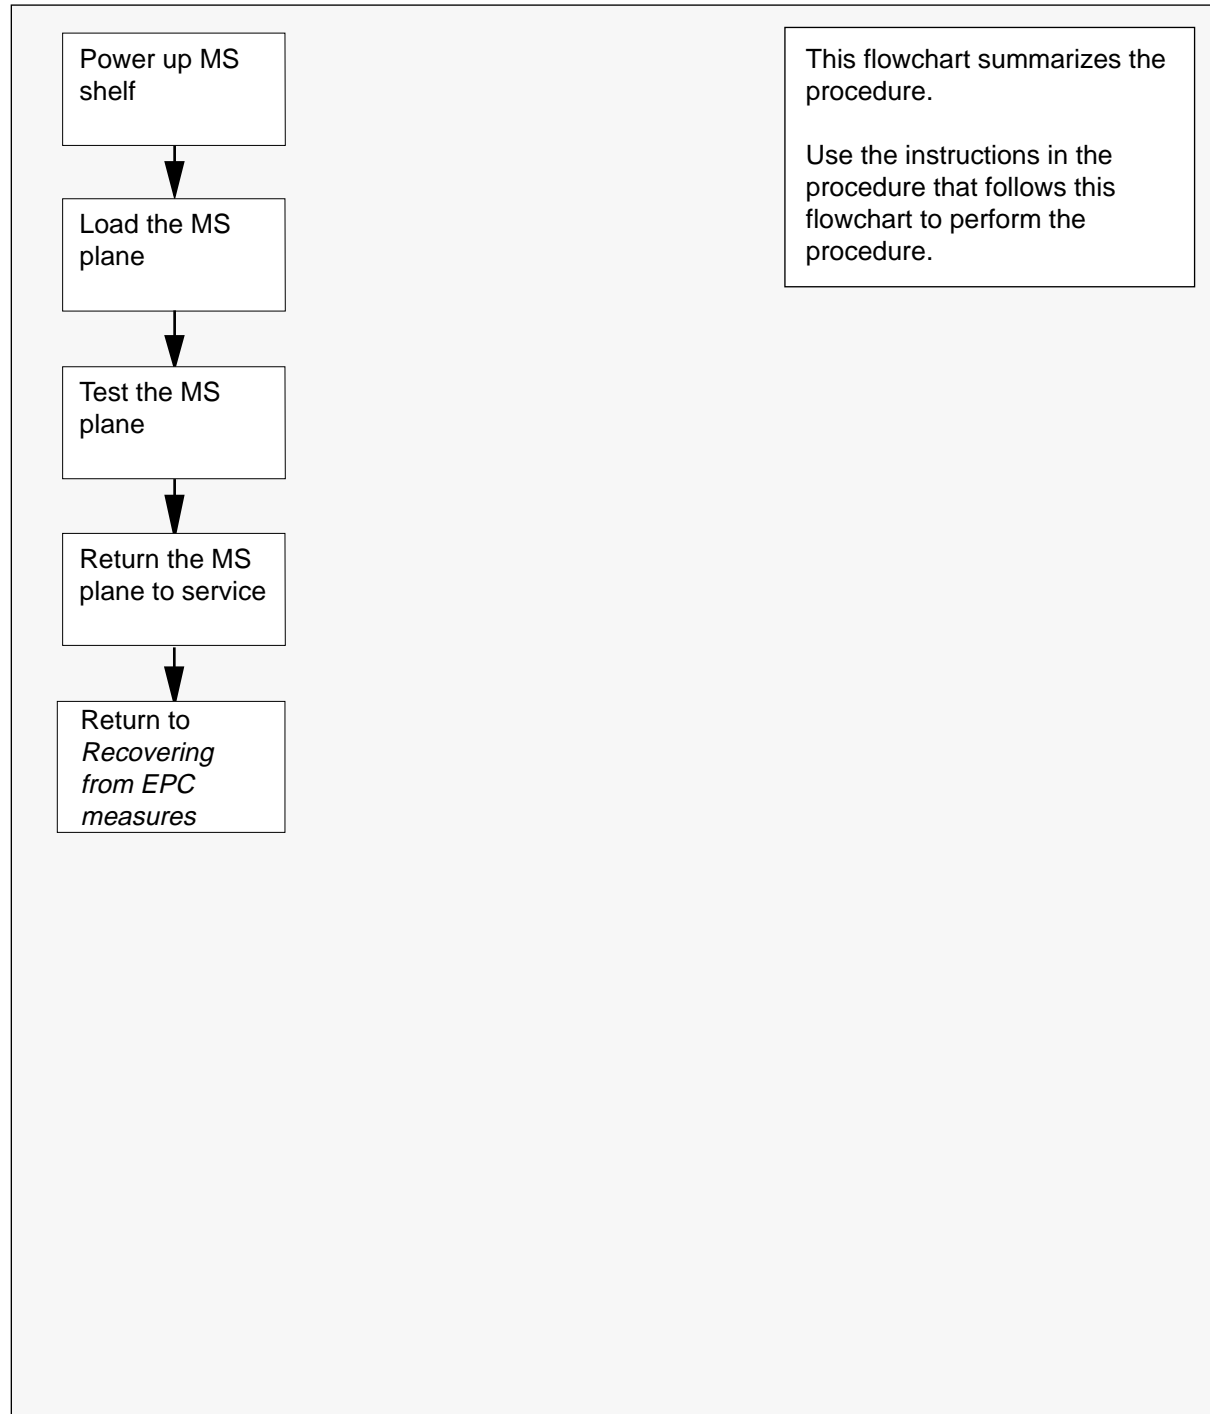 Power up MS
shelf
Load the MS
plane
Test the MS
plane
Return the MS
plane to service
Return to
Recovering
from EPC
measures
This flowchart summarizes the
procedure.
Use the instructions in the
procedure that follows this
flowchart to perform the
procedure.